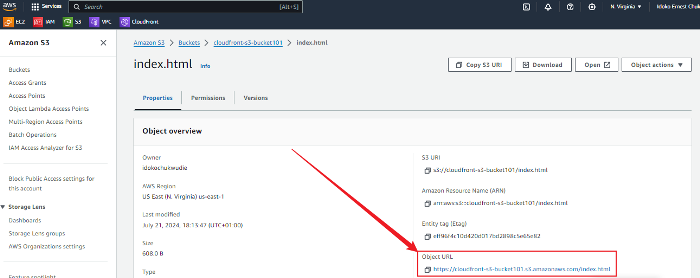 aws
Services
Search
[Alt+S]
N. Virginia
Idoko Ernest Chuk
EC2
IAM
S3
VPC
CloudFront
Amazon S3
Buckets
Access Grants
Access Points
Object Lambda Access Points
Multi-Region Access Points
Batch Operations
IAM Access Analyzer for S3
Block Public Access settings for
this account
Storage Lens
Dashboards
Storage Lens groups
AWS Organizations settings
Feature spotlight
Amazon S3 > Buckets > cloudfront-s3-bucket101 > index.html
index.html Info
Copy S3 URI
Download
Open
Object actions
Properties
Permissions
Versions
Object overview
Owner
idokochukwudie
AWS Region
US East (N. Virginia) us-east-1
Last modified
July 21, 2024, 18:13:47 (UTC+01:00)
Size
608.0 B
Type
S3 URI
s3://cloudfront-s3-bucket101/index.html
Amazon Resource Name (ARN)
arn:aws:s3:::cloudfront-s3-bucket101/index.html
Entity tag (Etag)
Object URL
https://cloudfront-s3-bucket101.s3.amazonaws.com/index.html